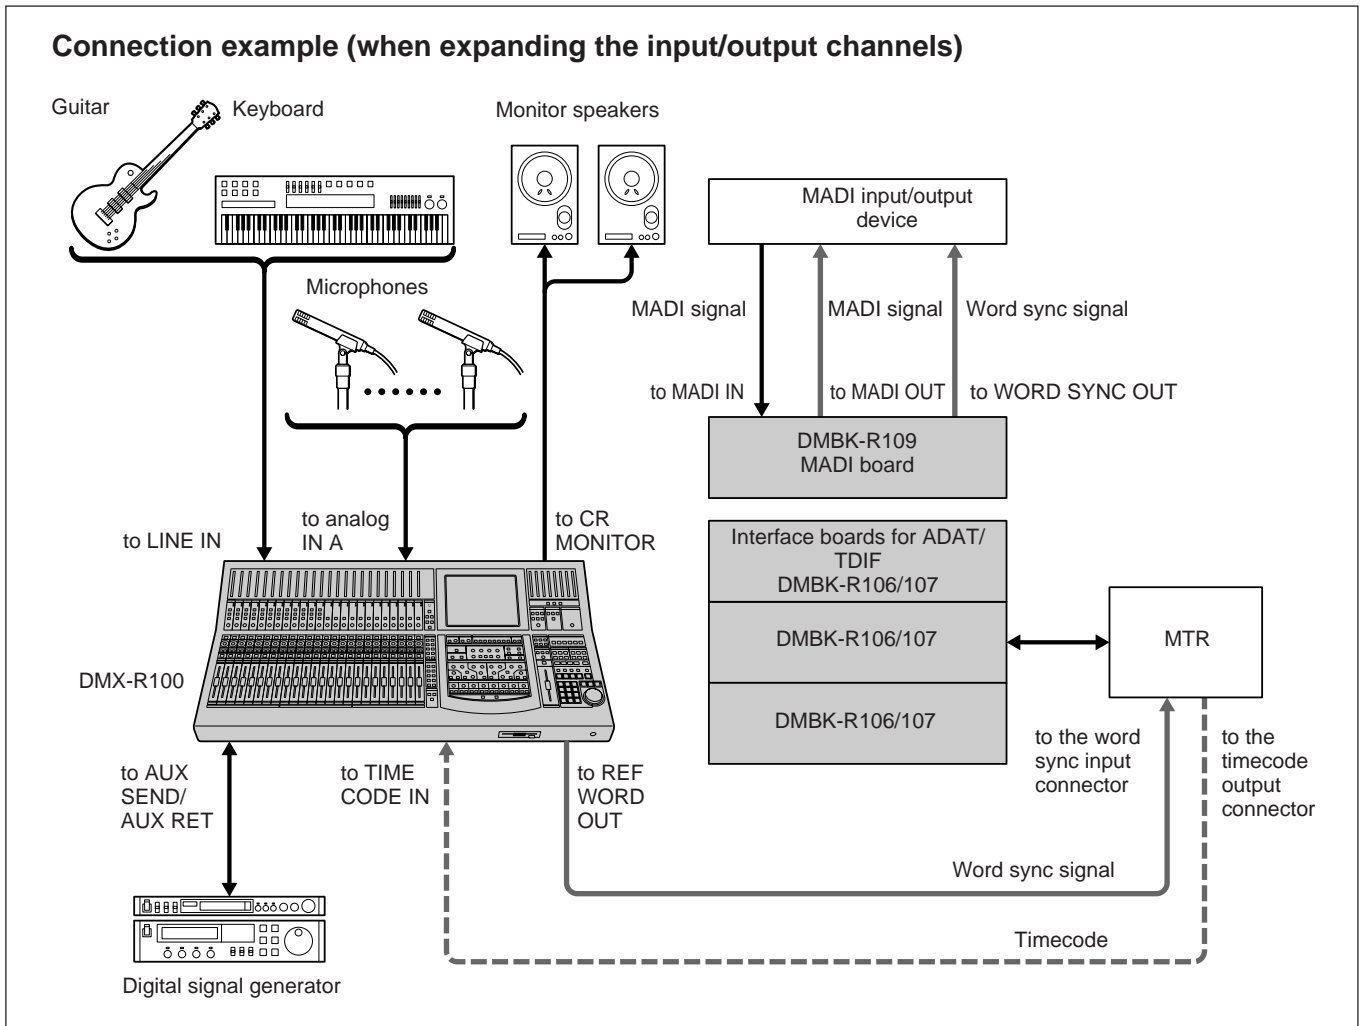 Connection example (when expanding the input/output channels)
Guitar
Keyboard
Monitor speakers
MADI input/output
device
Microphones
MADI signal
MADI signal
Word sync signal
to MADI IN
to MADI OUT
to WORD SYNC OUT
DMBK-R109
MADI board
to LINE IN
to analog
IN A
to CR
MONITOR
Interface boards for ADAT/
TDIF
DMBK-R106/107
DMBK-R106/107
DMBK-R106/107
MTR
DMX-R100
to AUX
SEND/
AUX RET
to TIME
CODE IN
to REF
WORD
OUT
to the word
sync input
connector
to the
timecode
output
connector
Word sync signal
Timecode
Digital signal generator